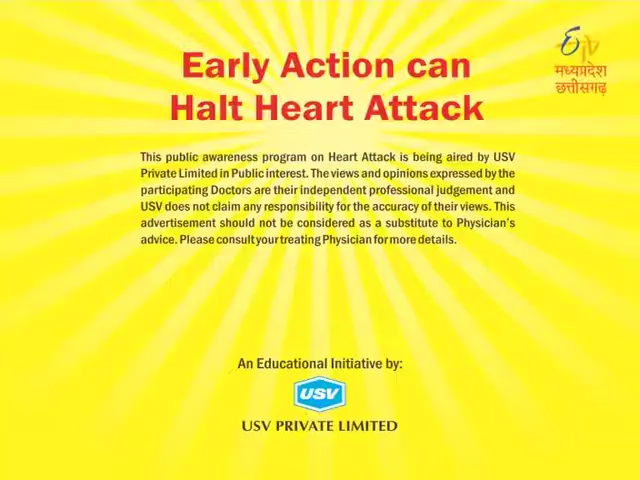 Early Action can
Halt Heart Attack
ETV
मध्यप्रदेश
छत्तीसगढ़
This public awareness program on Heart Attack is being aired by USV
Private Limited in Public interest. The views and opinions expressed by the
participating Doctors are their independent professional judgement and
USV does not claim any responsibility for the accuracy of their views. This
advertisement should not be considered as a substitute to Physician's
advice. Please consult your treating Physician for more details.
An Educational Initiative by:
USV
USV PRIVATE LIMITED